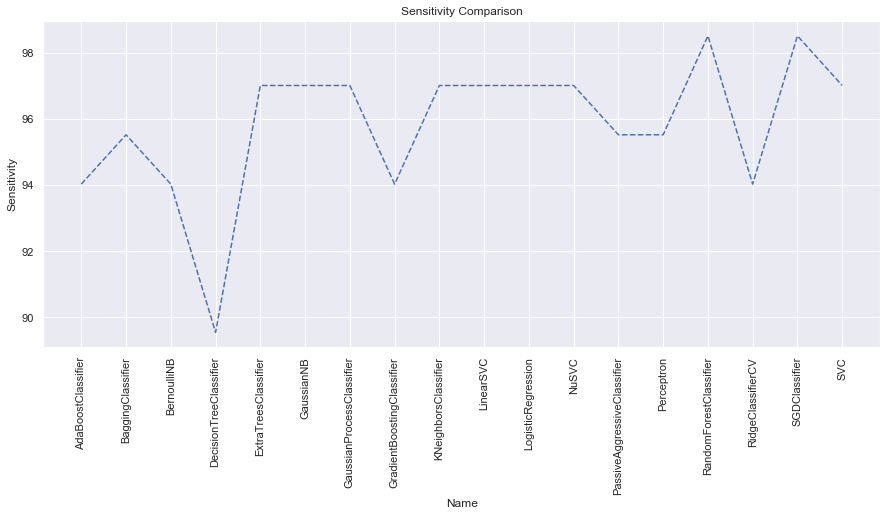 Sensitivity Comparison
98
96
94
92
90
Sensitivity
AdaBoostClassifier
BaggingClassifier
BernoulliNB
DecisionTreeClassifier
ExtraTreesClassifier
GaussianNB
GaussianProcessClassifier
GradientBoostingClassifier
KNeighborsClassifier
LinearSVC
LogisticRegression
NuSVC
PassiveAggressiveClassifier
Perceptron
RandomForestClassifier
RidgeClassifierCV
SGDClassifier
SVC
Name